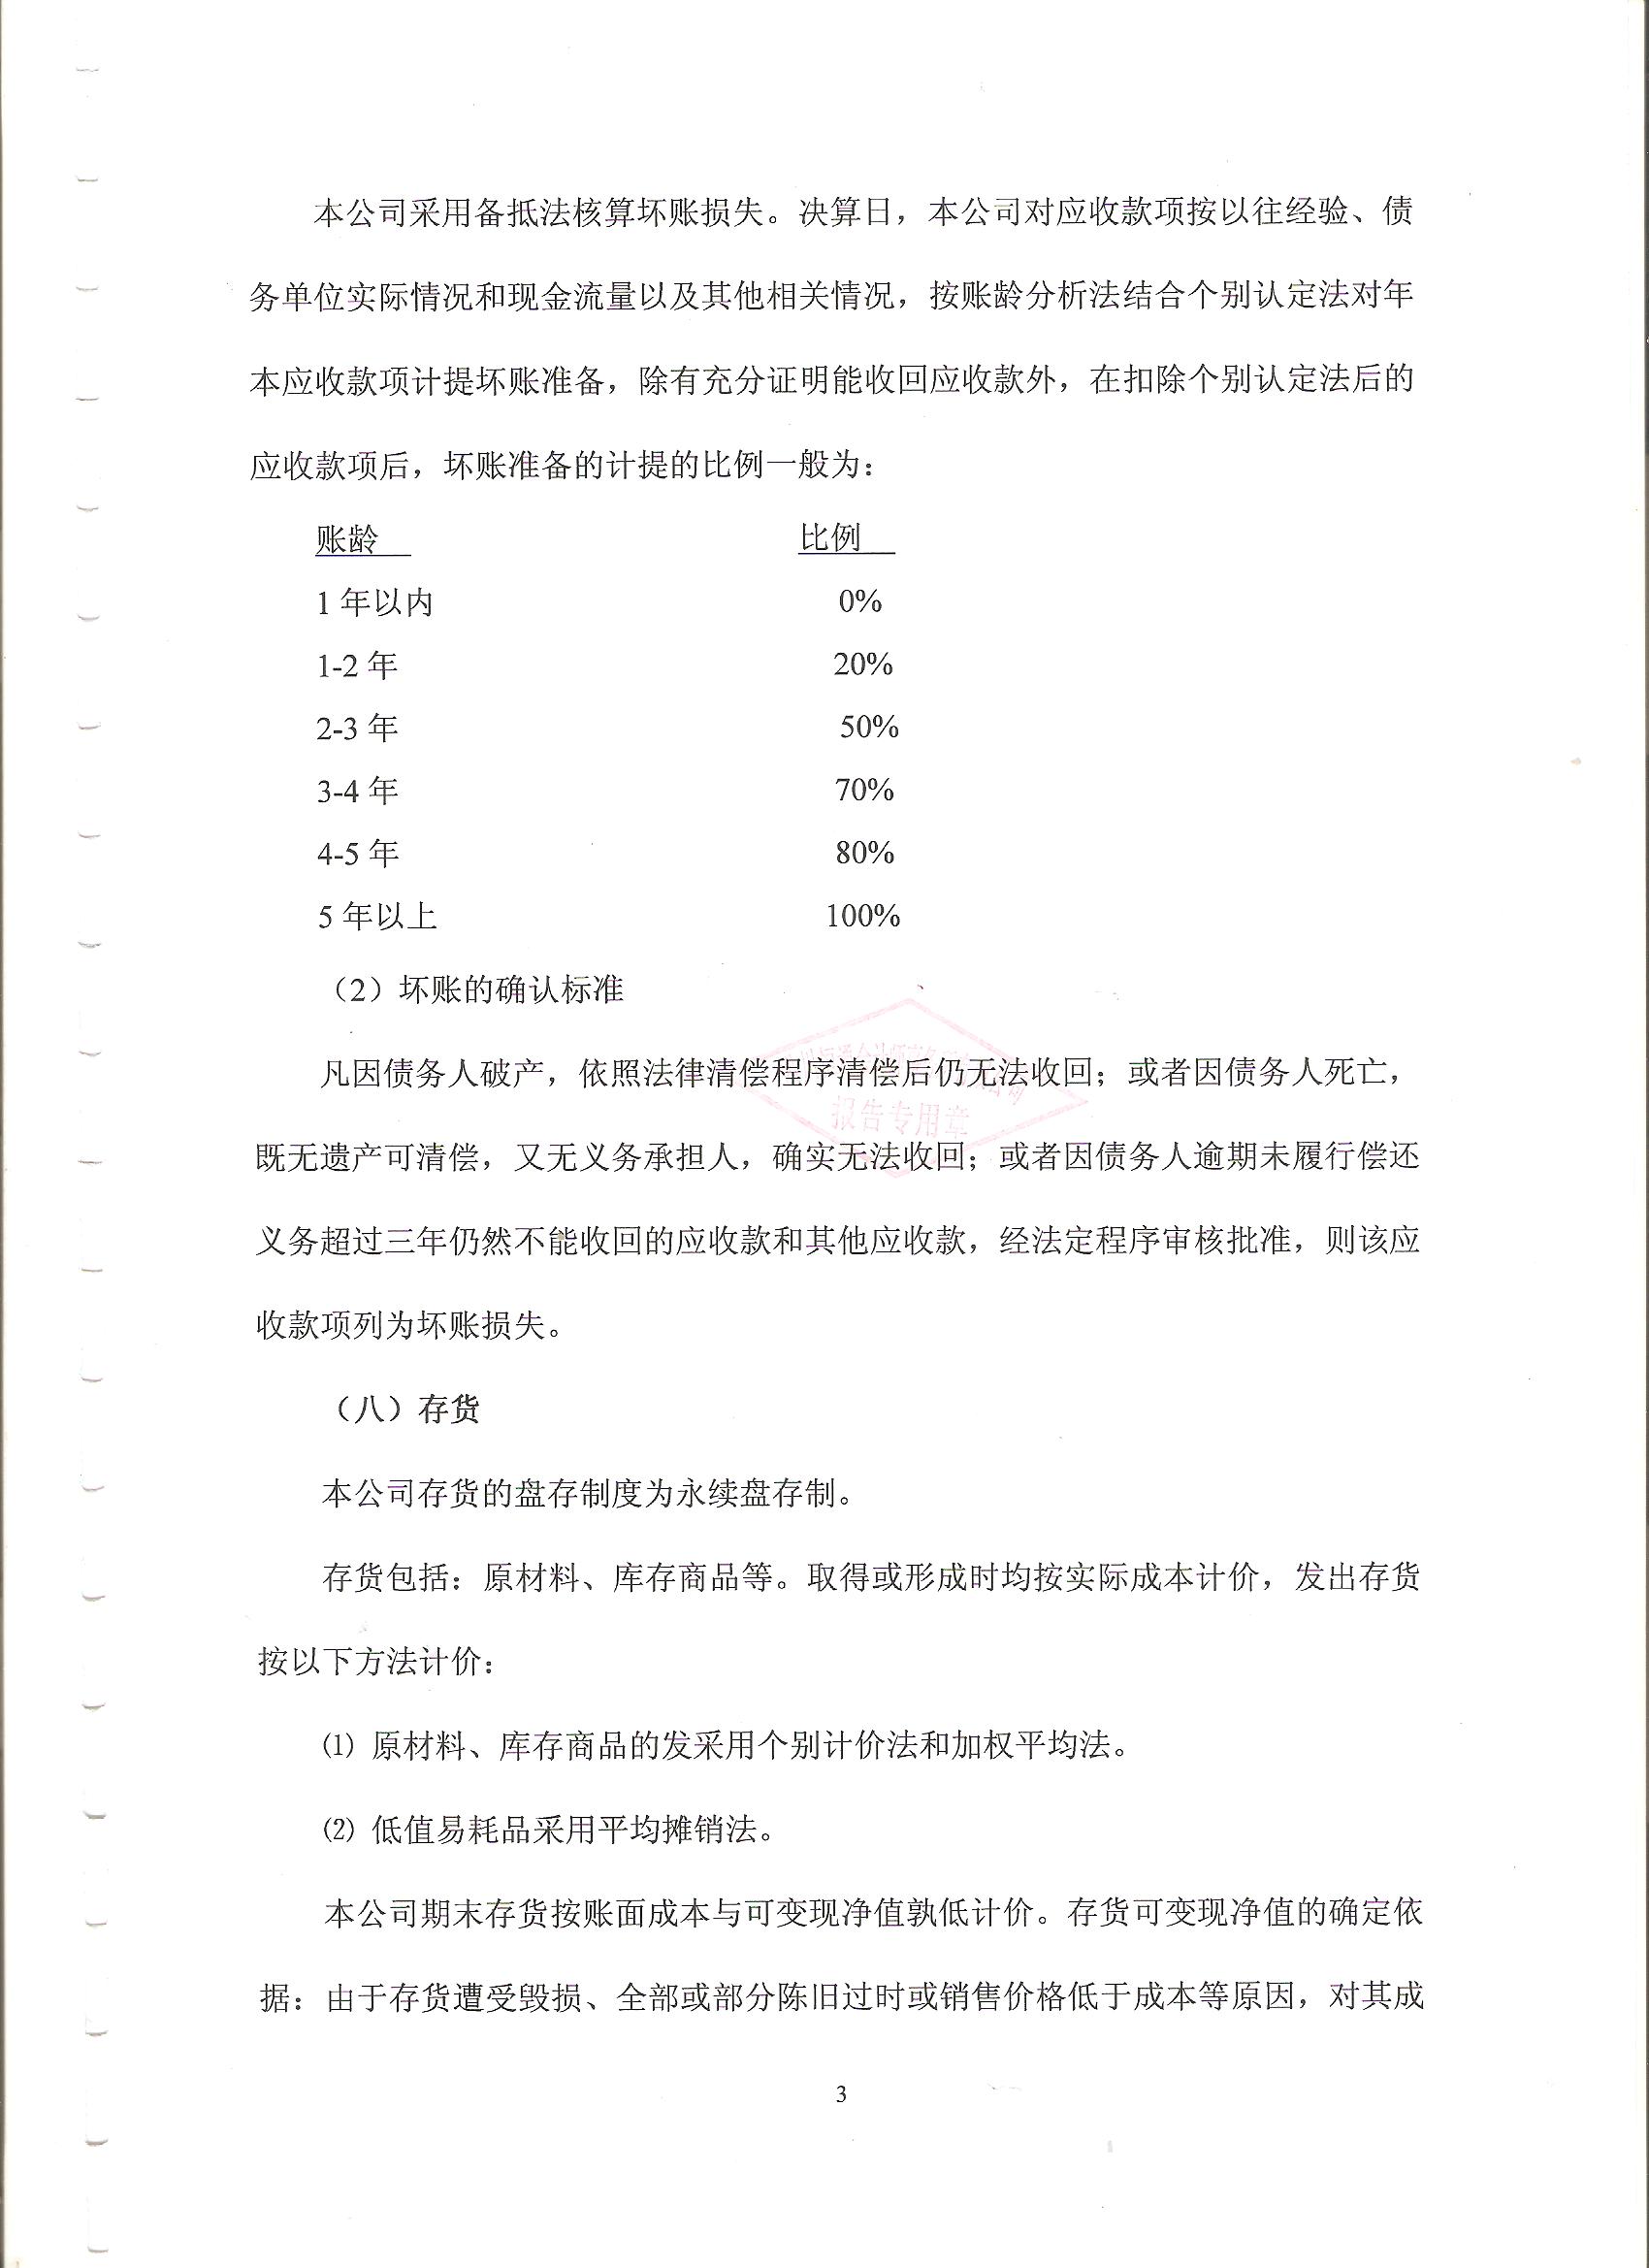 本公司采用备抵法核算坏账损失。决算日，本公司对应收款项按以往经验、债
务单位实际情况和现金流量以及其他相关情况，按账龄分析法结合个别认定法对年
本应收款项计提坏账准备，除有充分证明能收回应收款外，在扣除个别认定法后的
应收款项后，坏账准备的计提的比例一般为：
账龄 比例
1 年以内 0%
1-2 年 20%
2-3 年 50%
3-4 年 70%
4-5 年 80%
5 年以上 100%
（2）坏账的确认标准
凡因债务人破产，依照法律清偿程序清偿后仍无法收回；或者因债务人死亡，
报告专用章
既无遗产可清偿，又无义务承担人，确实无法收回；或者因债务人逾期未履行偿还
义务超过三年仍然不能收回的应收款和其他应收款，经法定程序审核批准，则该应
收款项列为坏账损失。
（八）存货
本公司存货的盘存制度为永续盘存制。
存货包括：原材料、库存商品等。取得或形成时均按实际成本计价，发出存货
按以下方法计价：
⑴ 原材料、库存商品的发采用个别计价法和加权平均法。
⑵ 低值易耗品采用平均摊销法。
本公司期末存货按账面成本与可变现净值孰低计价。存货可变现净值的确定依
据：由于存货遭受毁损、全部或部分陈旧过时或销售价格低于成本等原因，对其成
3